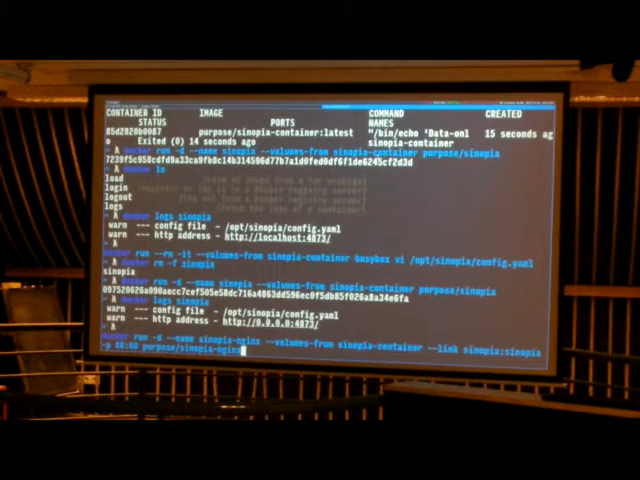 CONTAINER ID IMAGE COMMAND CREATED
STATUS PORTS NAMES
85d2820b0087 purpose/sinopia-container:latest "/bin/echo 'Data-onl 15 seconds ag
o Exited (0) 14 seconds ago sinopia-container
docker run -d --name sinopia --volumes-from sinopia-container purpose/sinopia
docker lo
load
login
logout
logs
docker logs sinopia
warn --- config file - /opt/sinopia/config.yaml
warn --- http address - http://localhost:4873/
docker run --rm -it --volumes-from sinopia-container busybox vi /opt/sinopia/config.yaml
docker rm -f sinopia
sinopia
docker run -d --name sinopia --volumes-from sinopia-container purpose/sinopia
docker logs sinopia
warn --- config file - /opt/sinopia/config.yaml
warn --- http address - http://0.0.0.0:4873/
docker run -d --name sinopia-nginx --volumes-from sinopia-container --link sinopia:sinopia
-p 80:80 purpose/sinopia-nginx